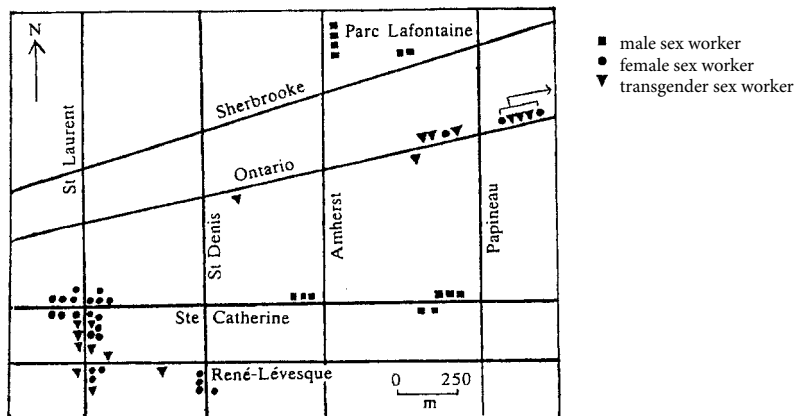 N
Parc Lafontaine
Sherbrooke
Ontario
St Laurent
St Denis
Amherst
Papineau
Ste Catherine
René-Lévesque
0 250
m
male sex worker
female sex worker
transgender sex worker